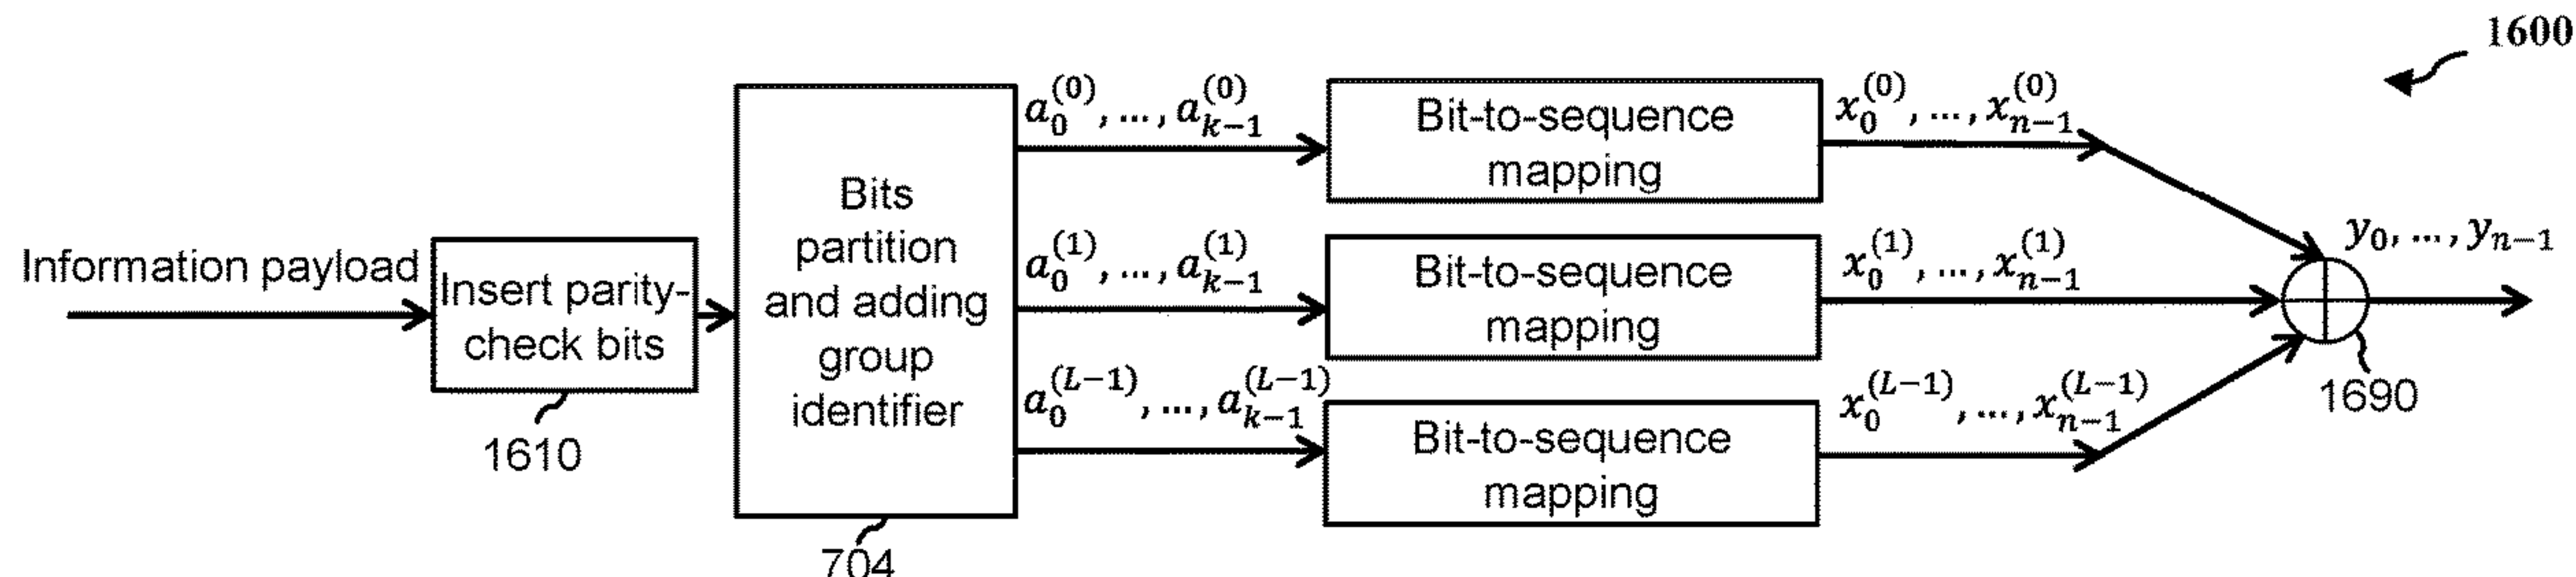 1600
Information payload
Insert parity-
check bits
1610
Bits
partition
and adding
group
identifier
704
a_0^{(0)}, ..., a_{k-1}^{(0)}
a_0^{(1)}, ..., a_{k-1}^{(1)}
a_0^{(L-1)}, ..., a_{k-1}^{(L-1)}
Bit-to-sequence
mapping
Bit-to-sequence
mapping
Bit-to-sequence
mapping
x_0^{(0)}, ..., x_{n-1}^{(0)}
x_0^{(1)}, ..., x_{n-1}^{(1)}
x_0^{(L-1)}, ..., x_{n-1}^{(L-1)}
y_0, ..., y_{n-1}
1690